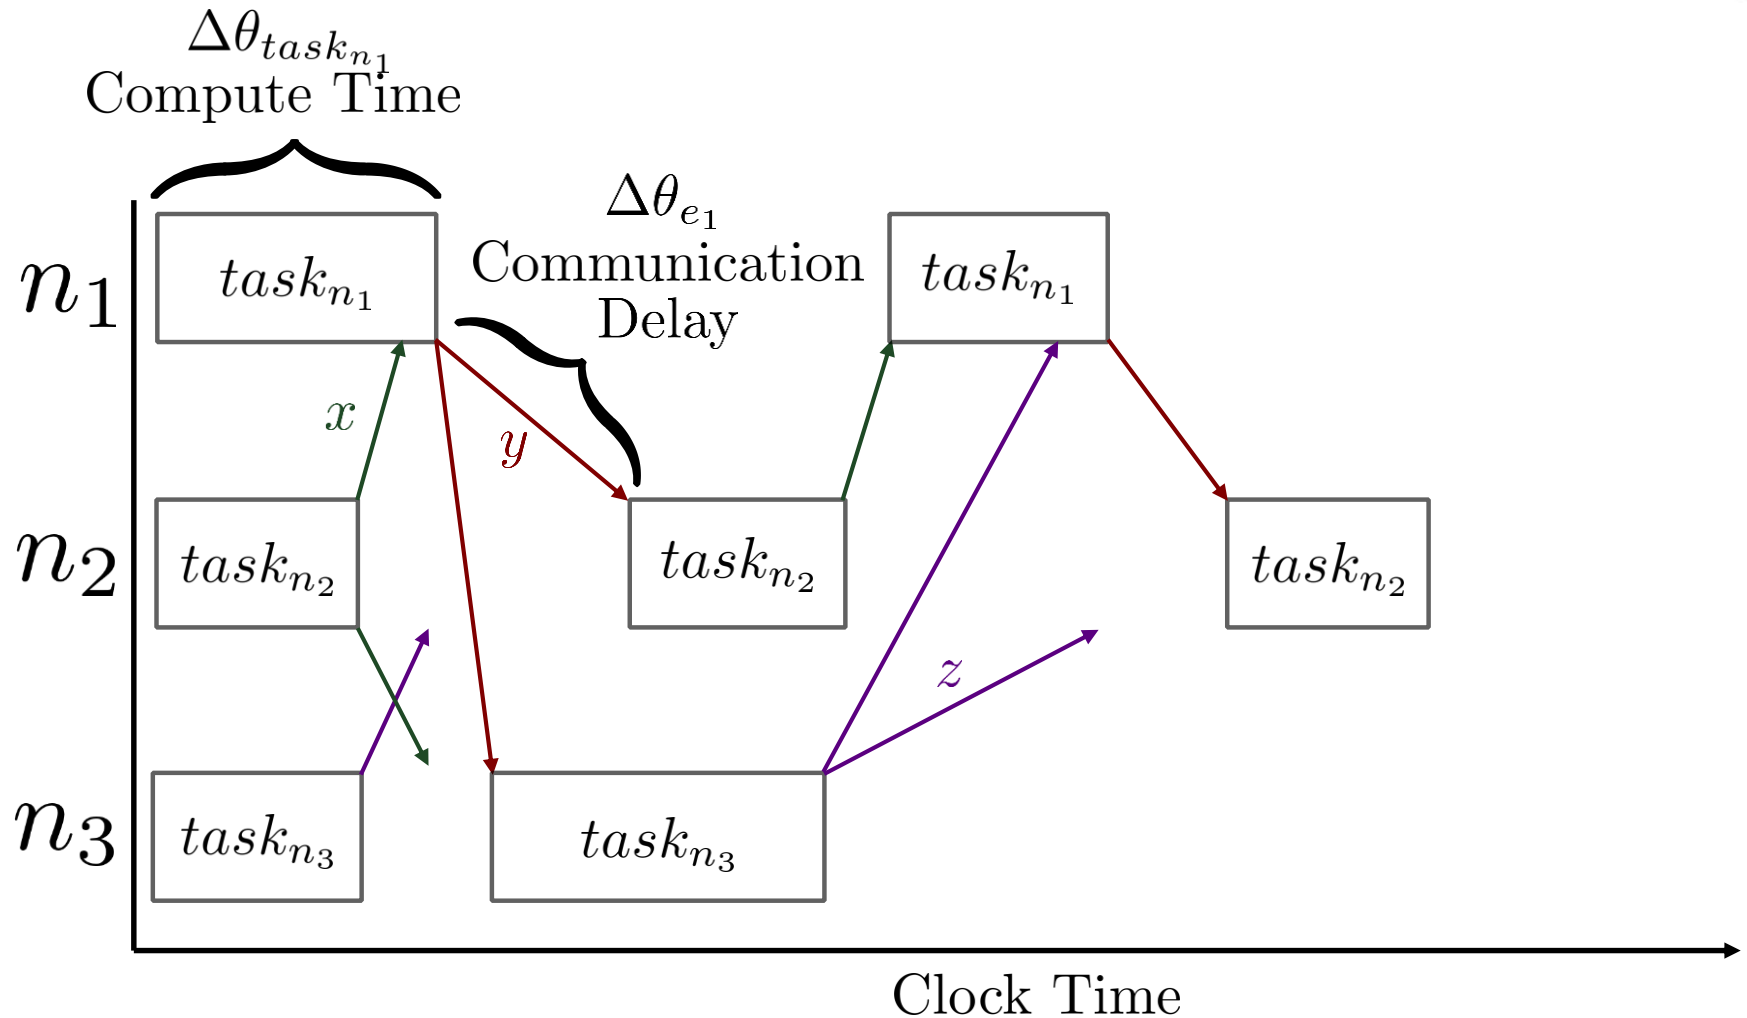 Δθ_{task_{n_1}}
Compute Time
Δθ_{e_1}
Communication
Delay
n_1
task_{n_1}
task_{n_1}
x
y
n_2
task_{n_2}
task_{n_2}
task_{n_2}
z
n_3
task_{n_3}
task_{n_3}
Clock Time